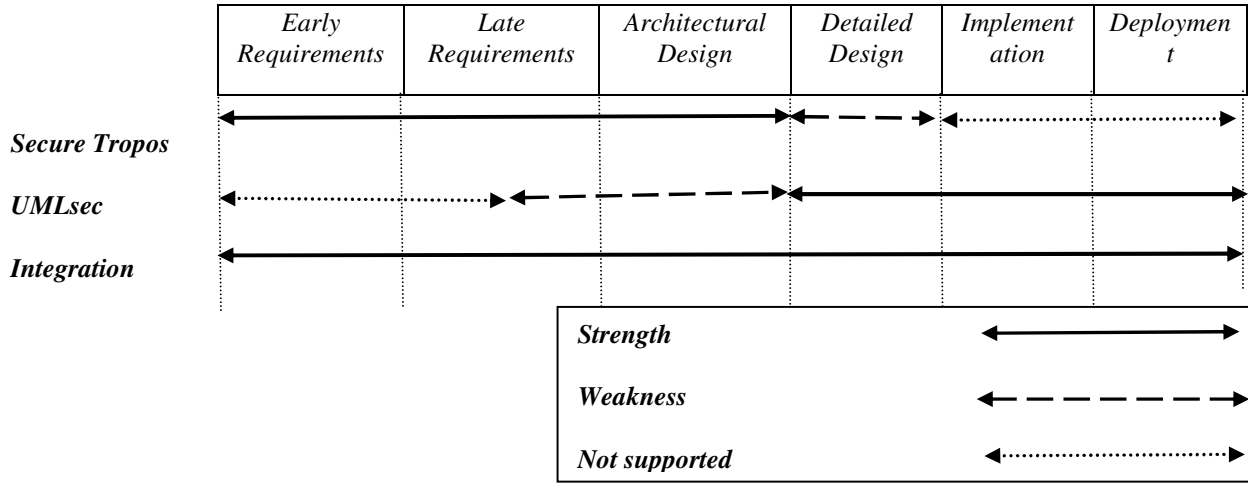 Early
Requirements
Late
Requirements
Architectural
Design
Detailed
Design
Implement
ation
Deploymen
t
Secure Tropos
UMLsec
Integration
Strength
Weakness
Not supported